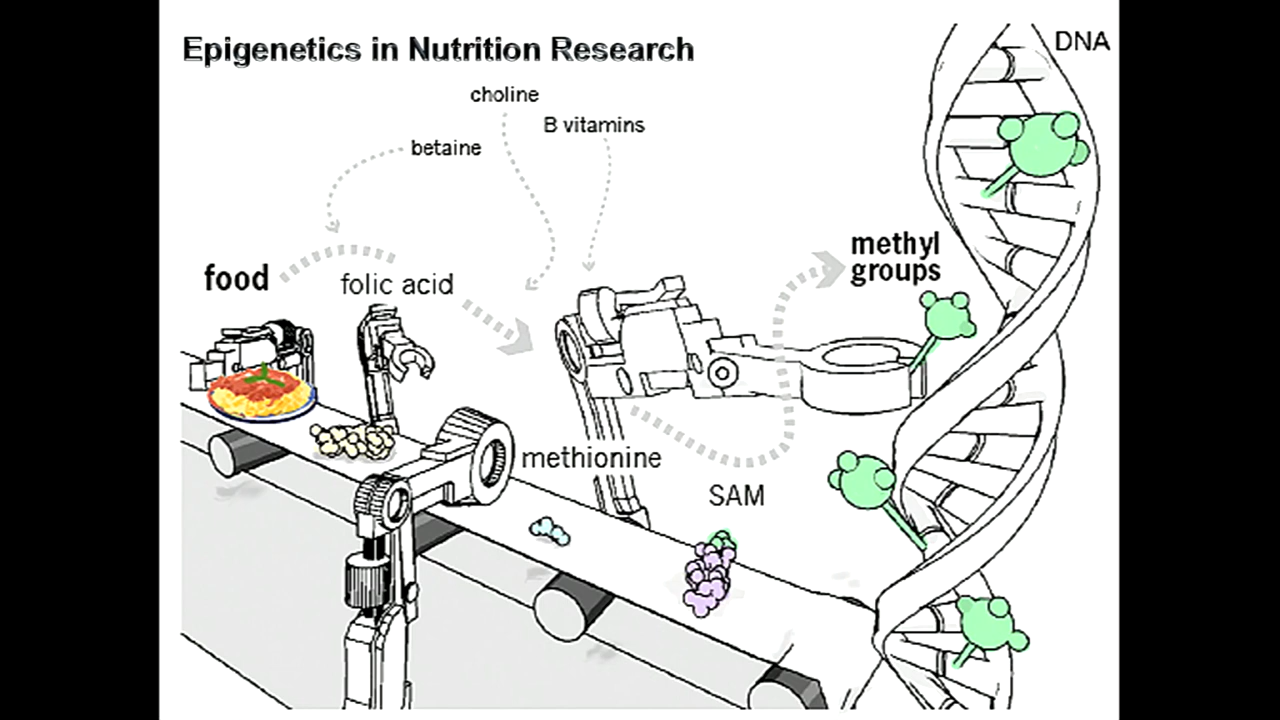 Epigenetics in Nutrition Research
DNA
choline
B vitamins
betaine
methyl
groups
food
folic acid
methionine
SAM